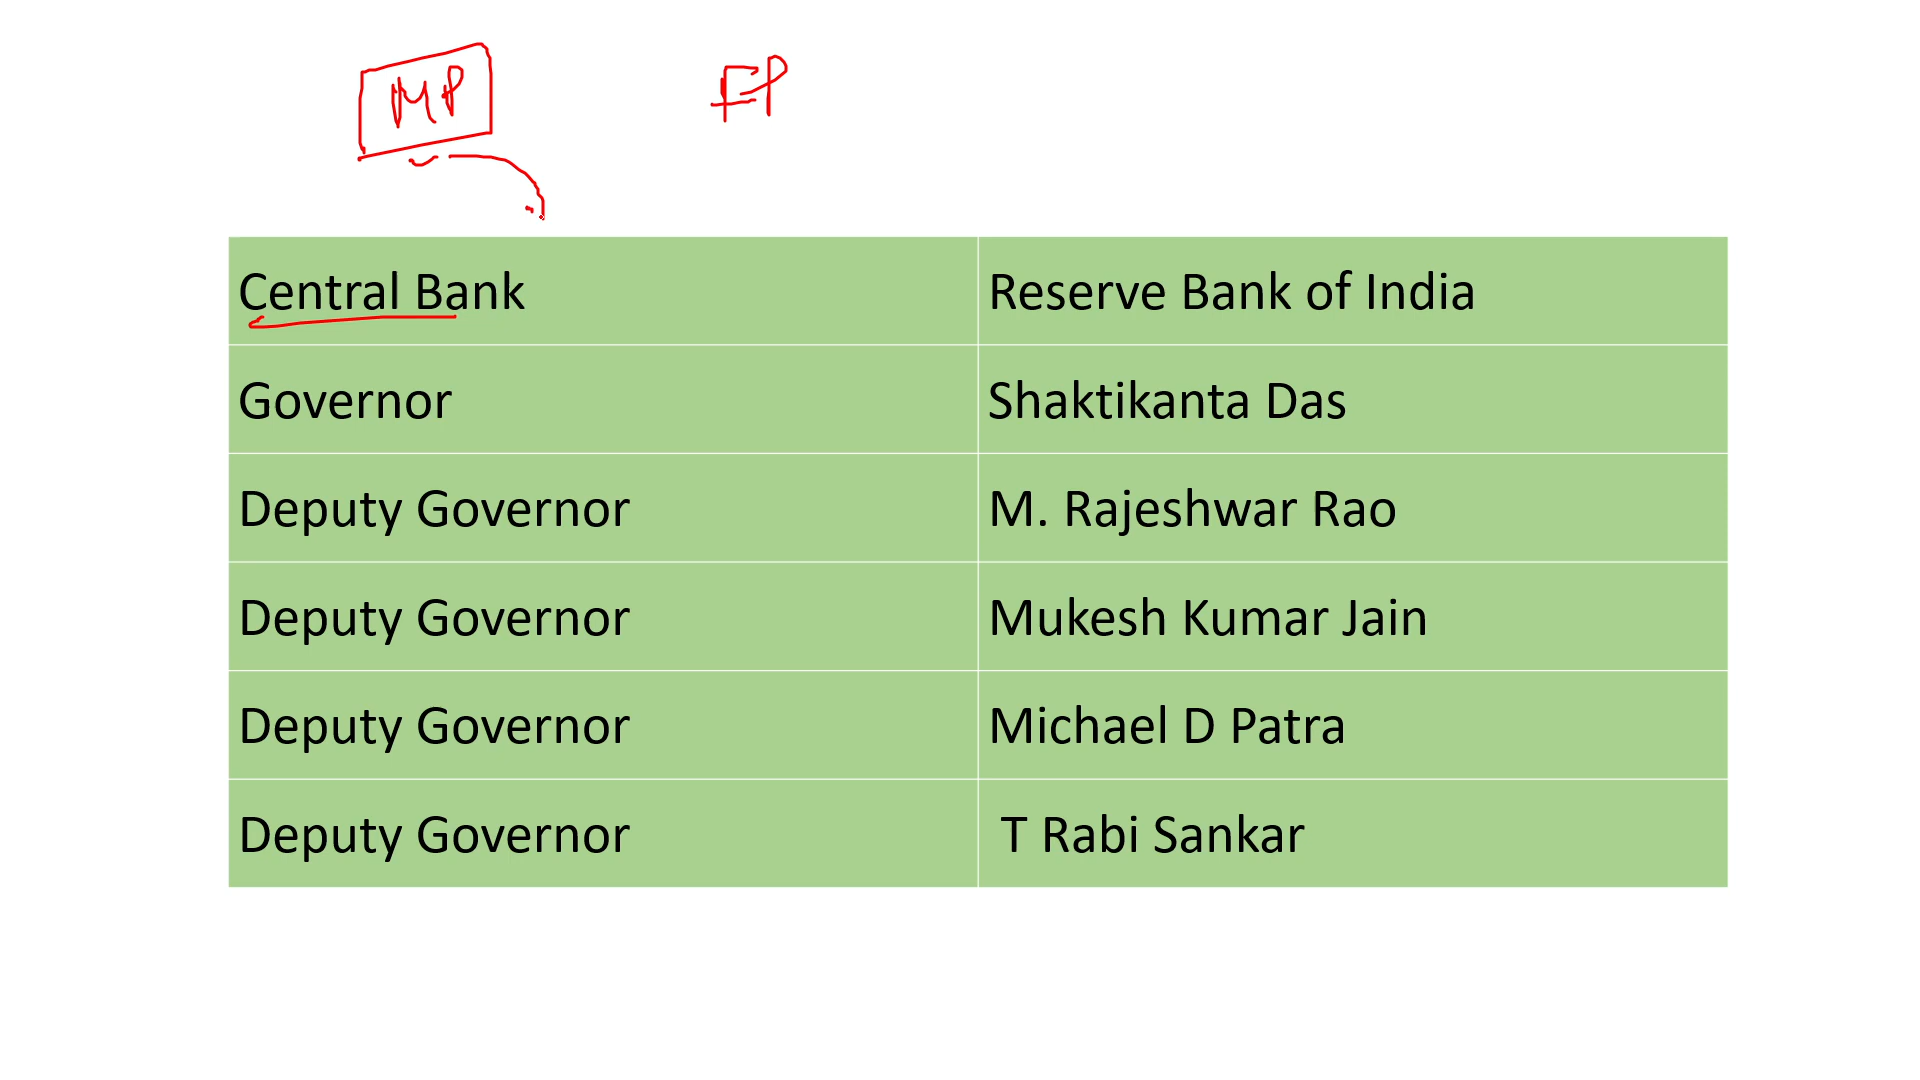 MP FP
Central Bank Reserve Bank of India
Governor Shaktikanta Das
Deputy Governor M. Rajeshwar Rao
Deputy Governor Mukesh Kumar Jain
Deputy Governor Michael D Patra
Deputy Governor T Rabi Sankar